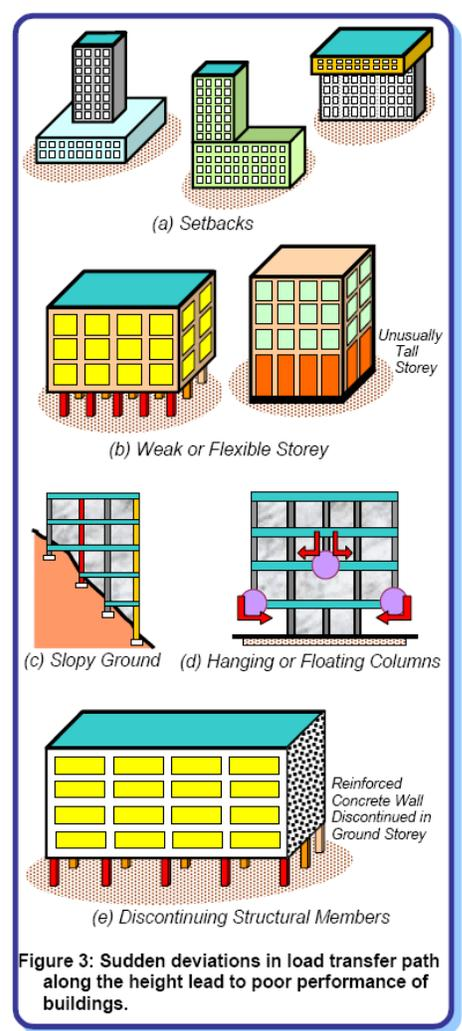 (a) Setbacks
Unusually
Tall
Storey
(b) Weak or Flexible Storey
(c) Slopy Ground
(d) Hanging or Floating Columns
Reinforced
Concrete Wall
Discontinued in
Ground Storey
(e) Discontinuing Structural Members
Figure 3: Sudden deviations in load transfer path
along the height lead to poor performance of
buildings.